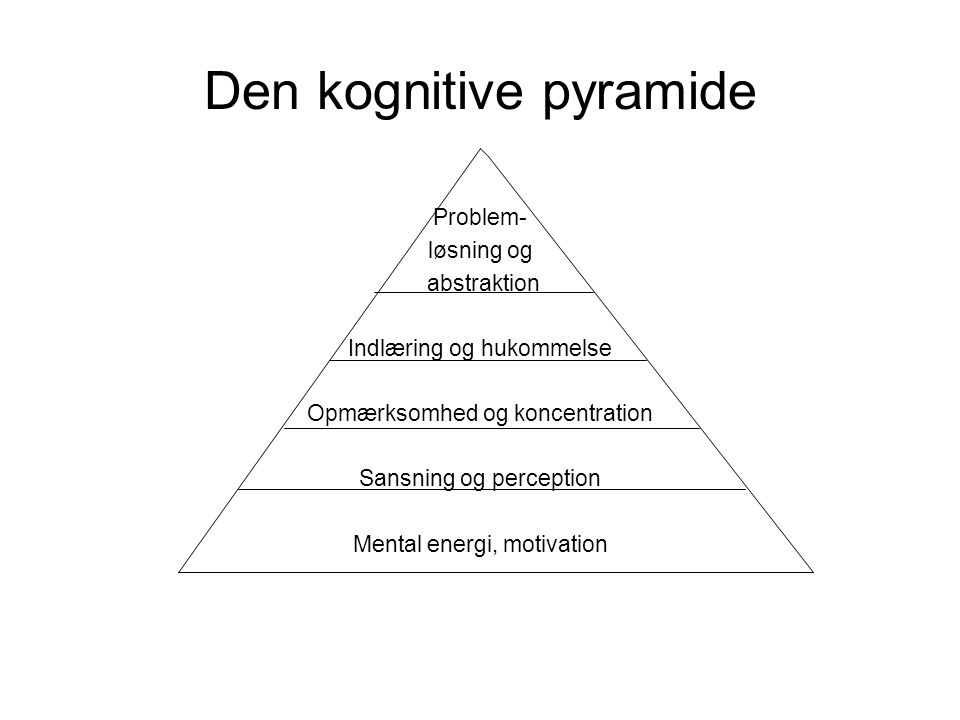 Den kognitive pyramide
Problem-
løsning og
abstraktion
Indlæring og hukommelse
Opmærksomhed og koncentration
Sansning og perception
Mental energi, motivation